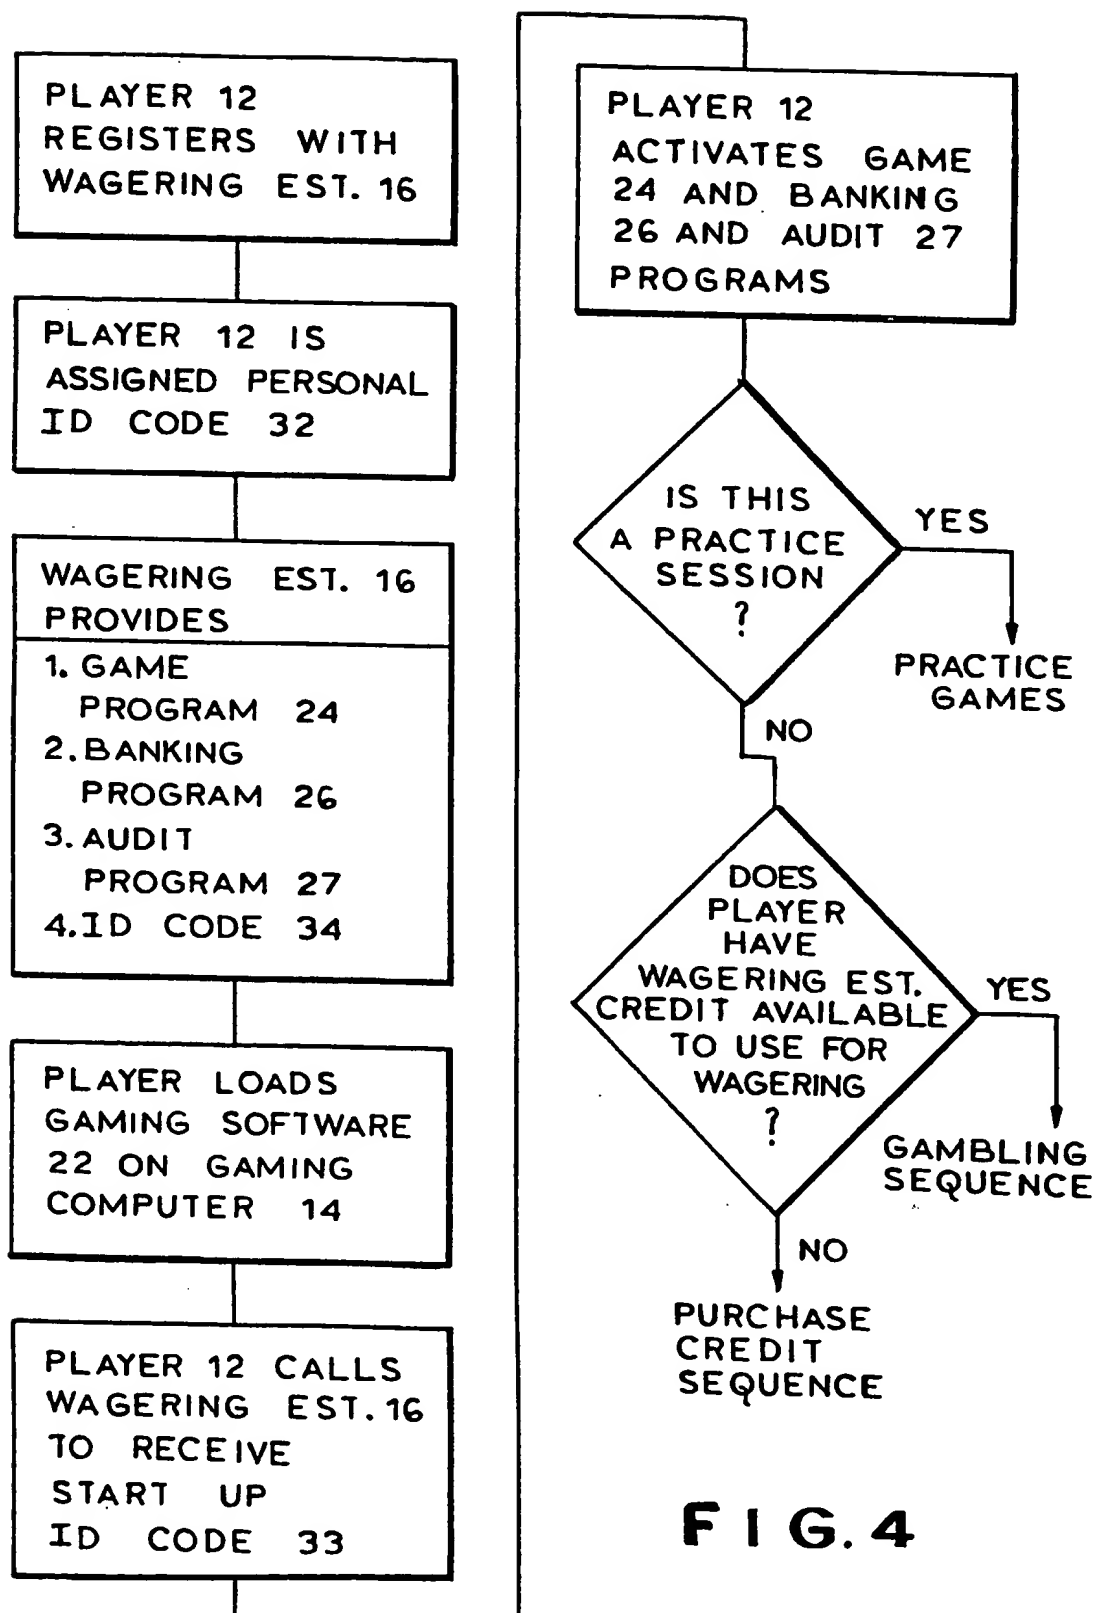 PLAYER 12
REGISTERS WITH
WAGERING EST. 16
PLAYER 12 IS
ASSIGNED PERSONAL
ID CODE 32
WAGERING EST. 16
PROVIDES
1. GAME
PROGRAM 24
2. BANKING
PROGRAM 26
3. AUDIT
PROGRAM 27
4. ID CODE 34
PLAYER LOADS
GAMING SOFTWARE
22 ON GAMING
COMPUTER 14
PLAYER 12 CALLS
WAGERING EST. 16
TO RECEIVE
START UP
ID CODE 33
PLAYER 12
ACTIVATES GAME
24 AND BANKING
26 AND AUDIT 27
PROGRAMS
IS THIS
A PRACTICE
SESSION
?
YES
PRACTICE
GAMES
NO
DOES
PLAYER
HAVE
WAGERING EST.
CREDIT AVAILABLE
TO USE FOR
WAGERING
?
YES
GAMBLING
SEQUENCE
NO
PURCHASE
CREDIT
SEQUENCE
FIG. 4